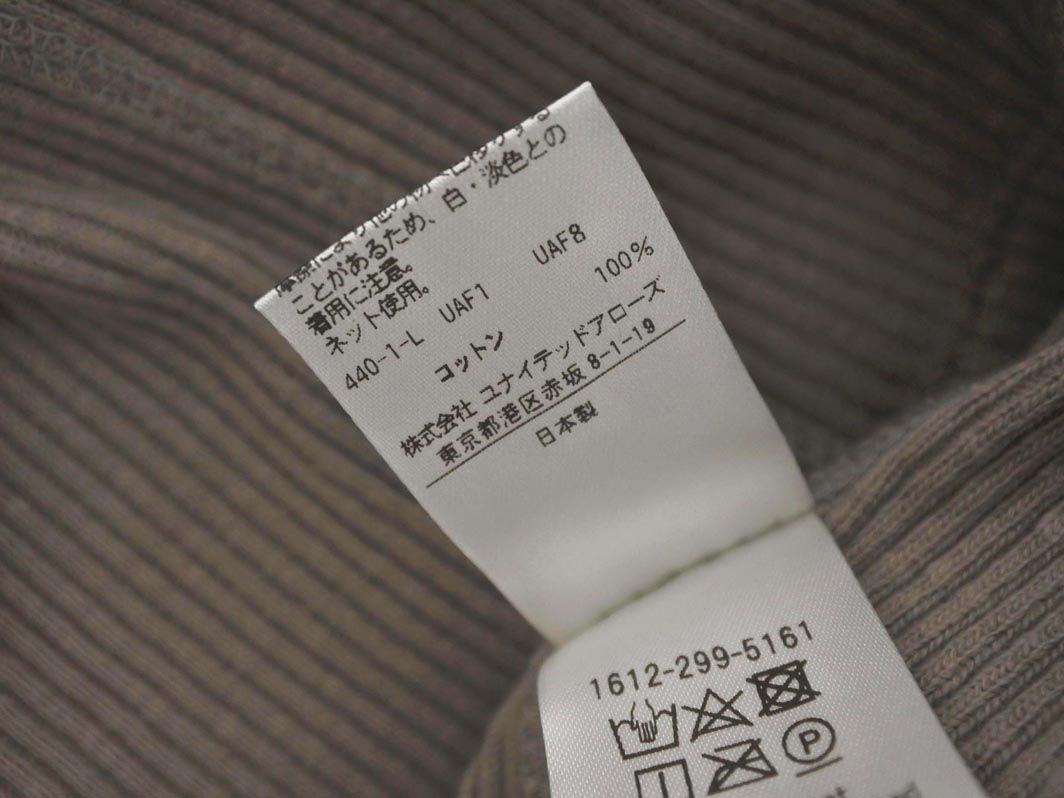 ことがあるため、白・淡色との
着用に注意。
ネット使用。
440-1-L UAF1 UAF8
コットン 100%
株式会社 ユナイテッドアローズ
東京都港区赤坂 8-1-19
日本製
1612-299-5161
P